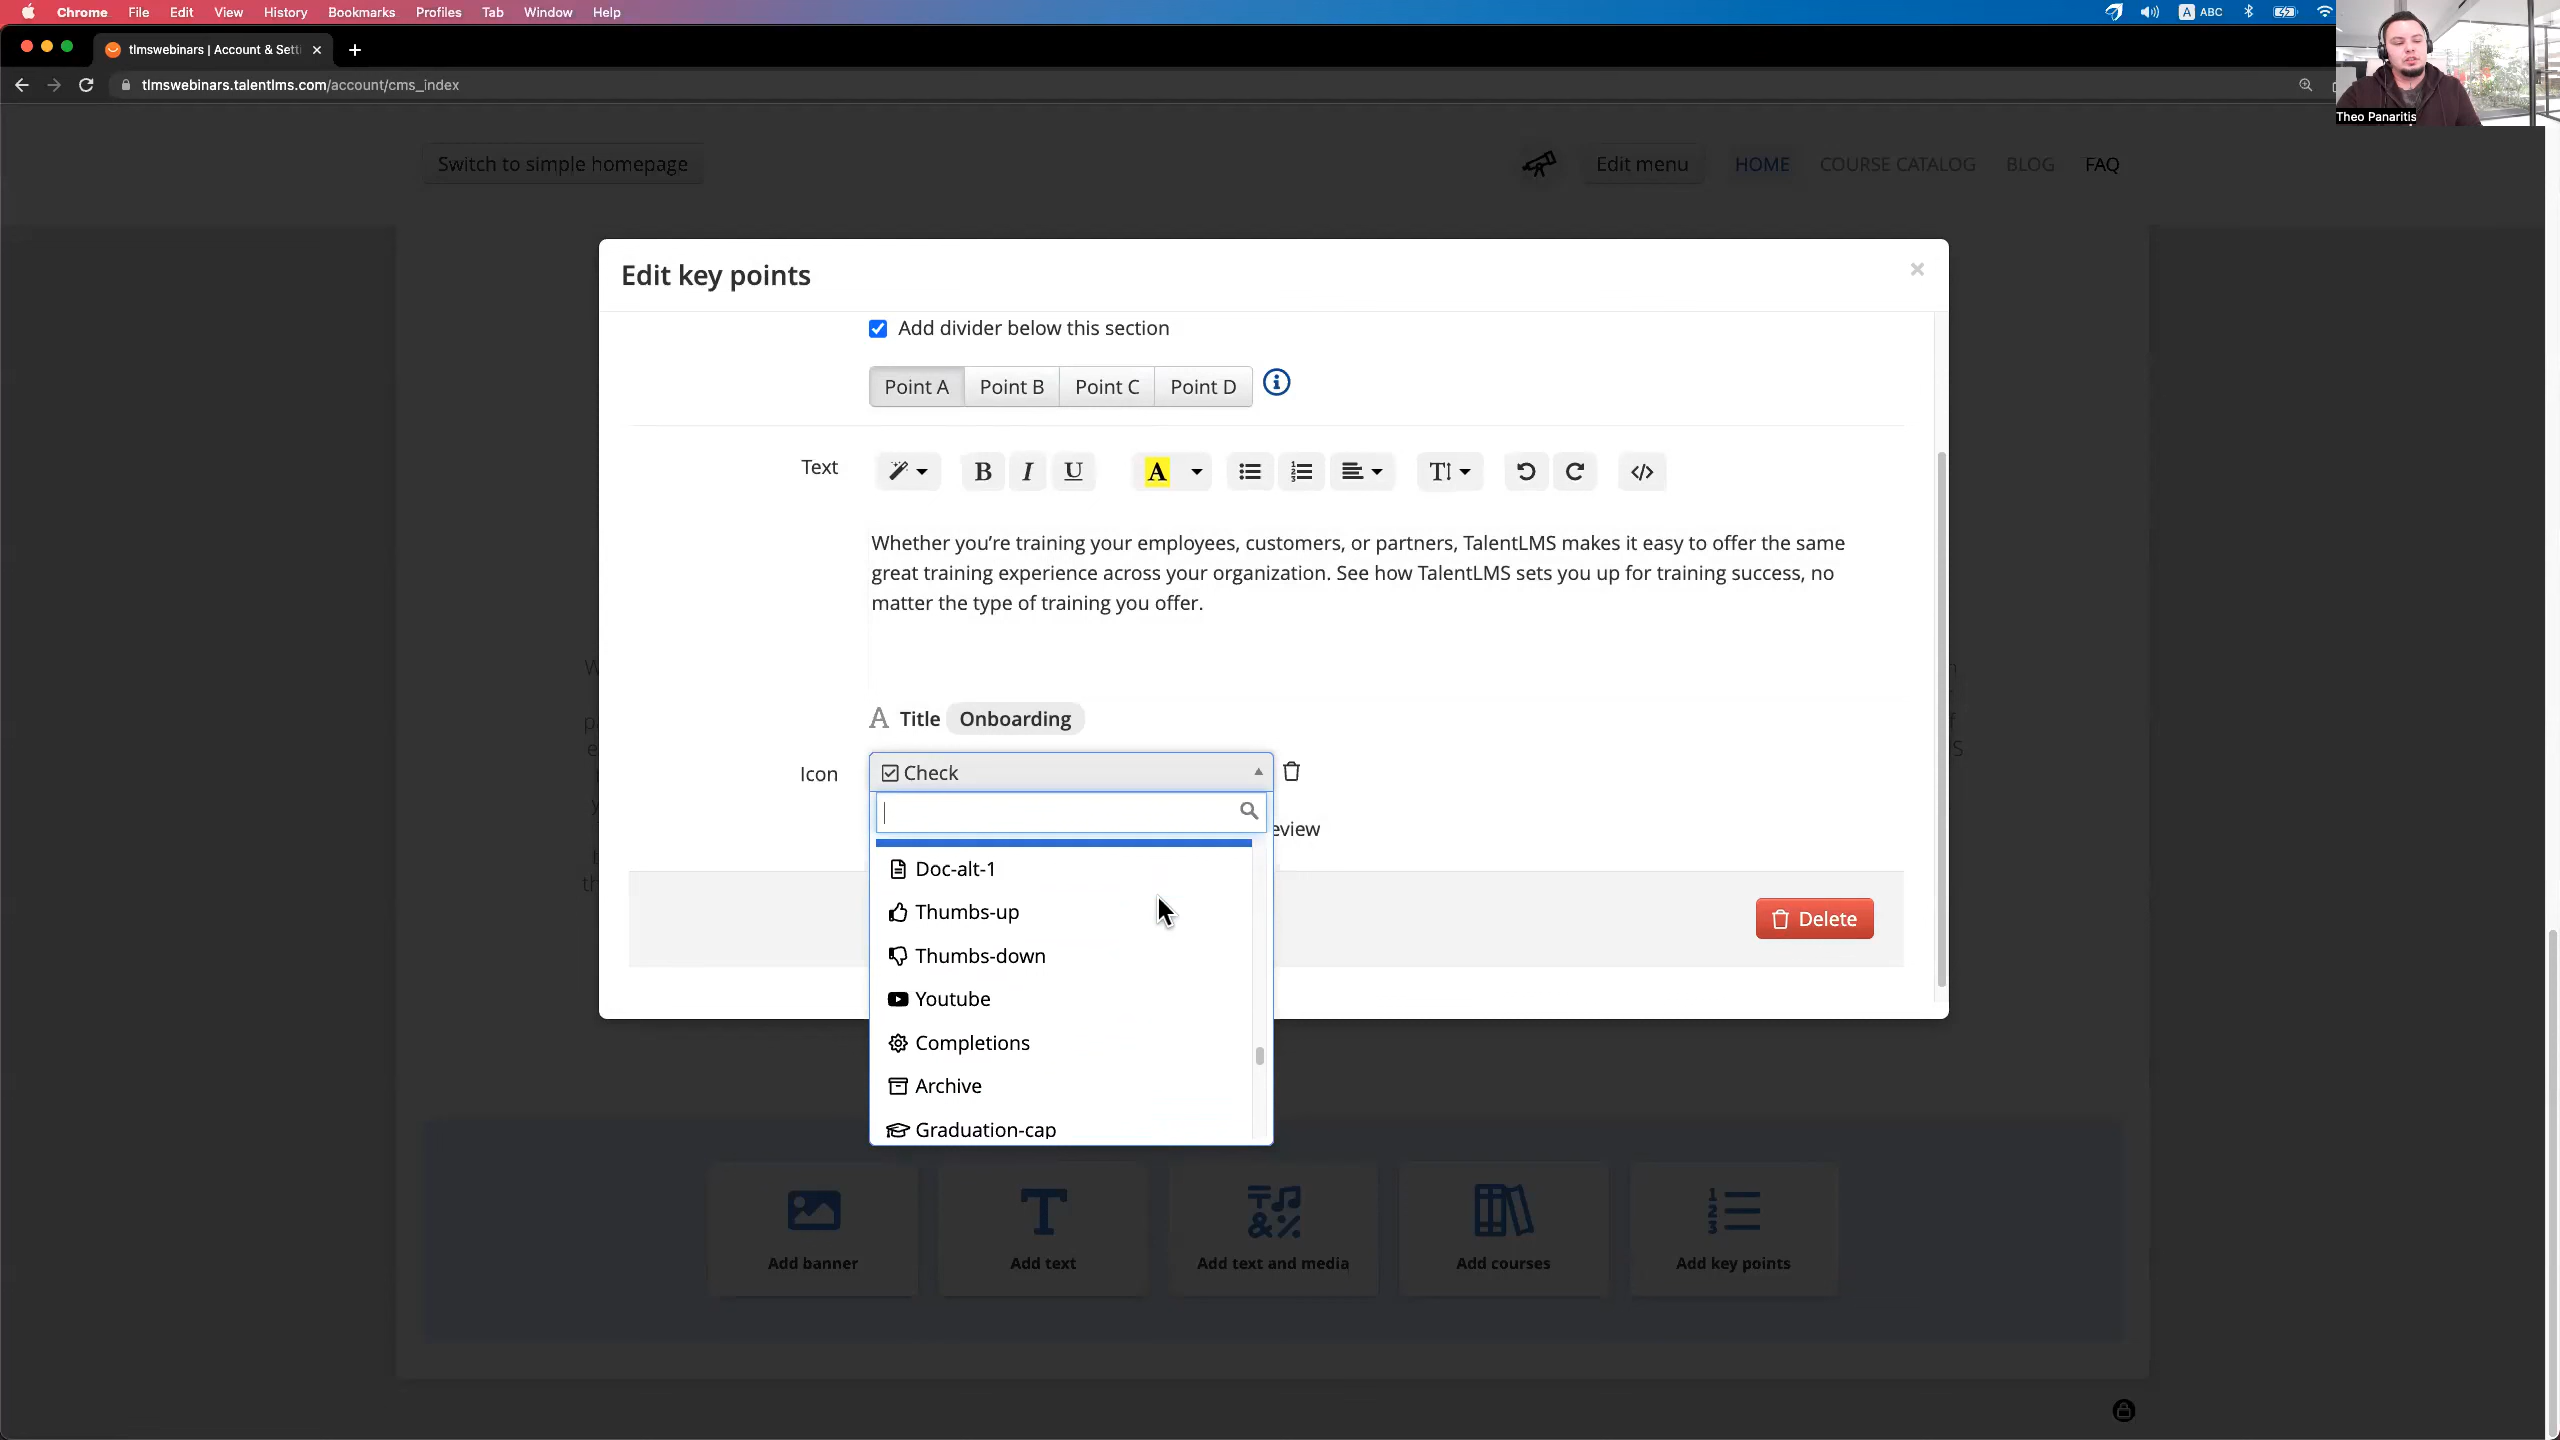 Chrome File Edit View History Bookmarks Profiles Tab Window Help
A ABC
tlmswebinars | Account & Setti
tlmswebinars.talentlms.com/account/cms_index
Theo Panaritis
Switch to simple homepage
Edit menu HOME COURSE CATALOG BLOG FAQ
Edit key points
Add divider below this section
Point A Point B Point C Point D
Text
B I U A T
Whether you’re training your employees, customers, or partners, TalentLMS makes it easy to offer the same
great training experience across your organization. See how TalentLMS sets you up for training success, no
matter the type of training you offer.
A Title Onboarding
Icon
Check
eview
Doc-alt-1
Thumbs-up
Thumbs-down
Youtube
Completions
Archive
Graduation-cap
Delete
Add banner
Add text
Add text and media
Add courses
Add key points